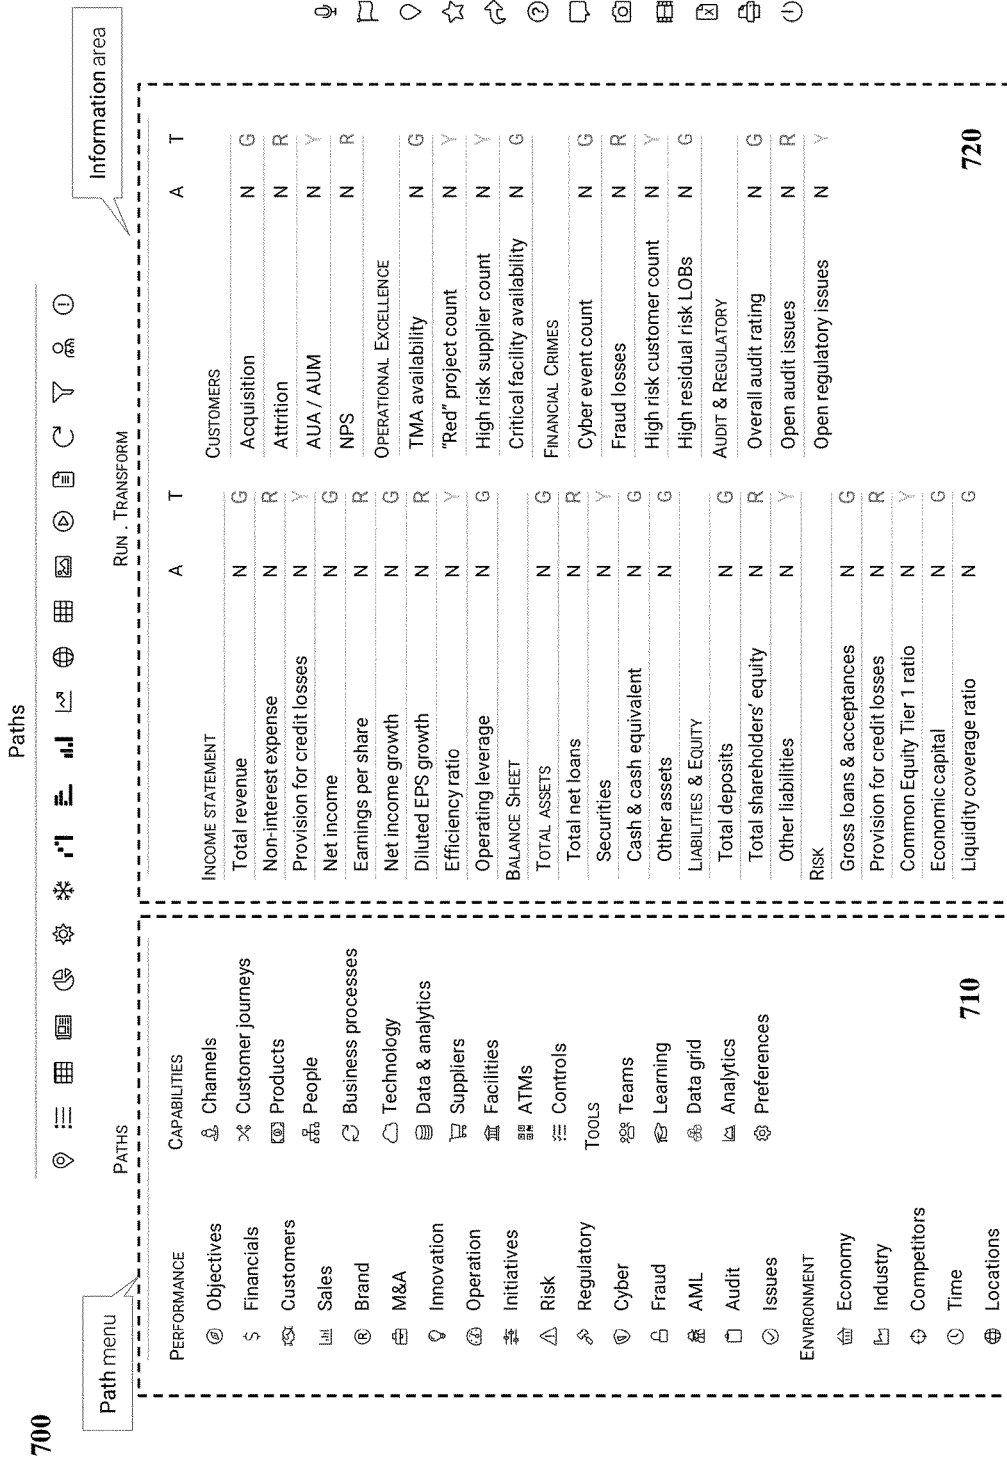 700
Paths
Path menu
Information area
PATHS
RUN . TRANSFORM
PERFORMANCE
Objectives
Financials
Customers
Sales
Brand
M&A
Innovation
Operation
Initiatives
Risk
Regulatory
Cyber
Fraud
AML
Audit
Issues
ENVIRONMENT
Economy
Industry
Competitors
Time
Locations
CAPABILITIES
Channels
Customer journeys
Products
People
Business processes
Technology
Data & analytics
Suppliers
Facilities
ATMs
Controls
TOOLS
Teams
Learning
Data grid
Analytics
Preferences
710
A T
INCOME STATEMENT
Total revenue N G
Non-interest expense N R
Provision for credit losses N Y
Net income N G
Earnings per share N R
Net income growth N G
Diluted EPS growth N R
Efficiency ratio N Y
Operating leverage N G
BALANCE SHEET
TOTAL ASSETS N G
Total net loans N R
Securities N Y
Cash & cash equivalent N G
Other assets N G
LIABILITIES & EQUITY
Total deposits N G
Total shareholders' equity N R
Other liabilities N Y
RISK
Gross loans & acceptances N G
Provision for credit losses N R
Common Equity Tier 1 ratio N Y
Economic capital N G
Liquidity coverage ratio N G
A T
CUSTOMERS
Acquisition N G
Attrition N R
AUA / AUM N Y
NPS N R
OPERATIONAL EXCELLENCE
TMA availability N G
"Red" project count N Y
High risk supplier count N Y
Critical facility availability N G
FINANCIAL CRIMES
Cyber event count N G
Fraud losses N R
High risk customer count N Y
High residual risk LOBs N G
AUDIT & REGULATORY
Overall audit rating N G
Open audit issues N R
Open regulatory issues N Y
720